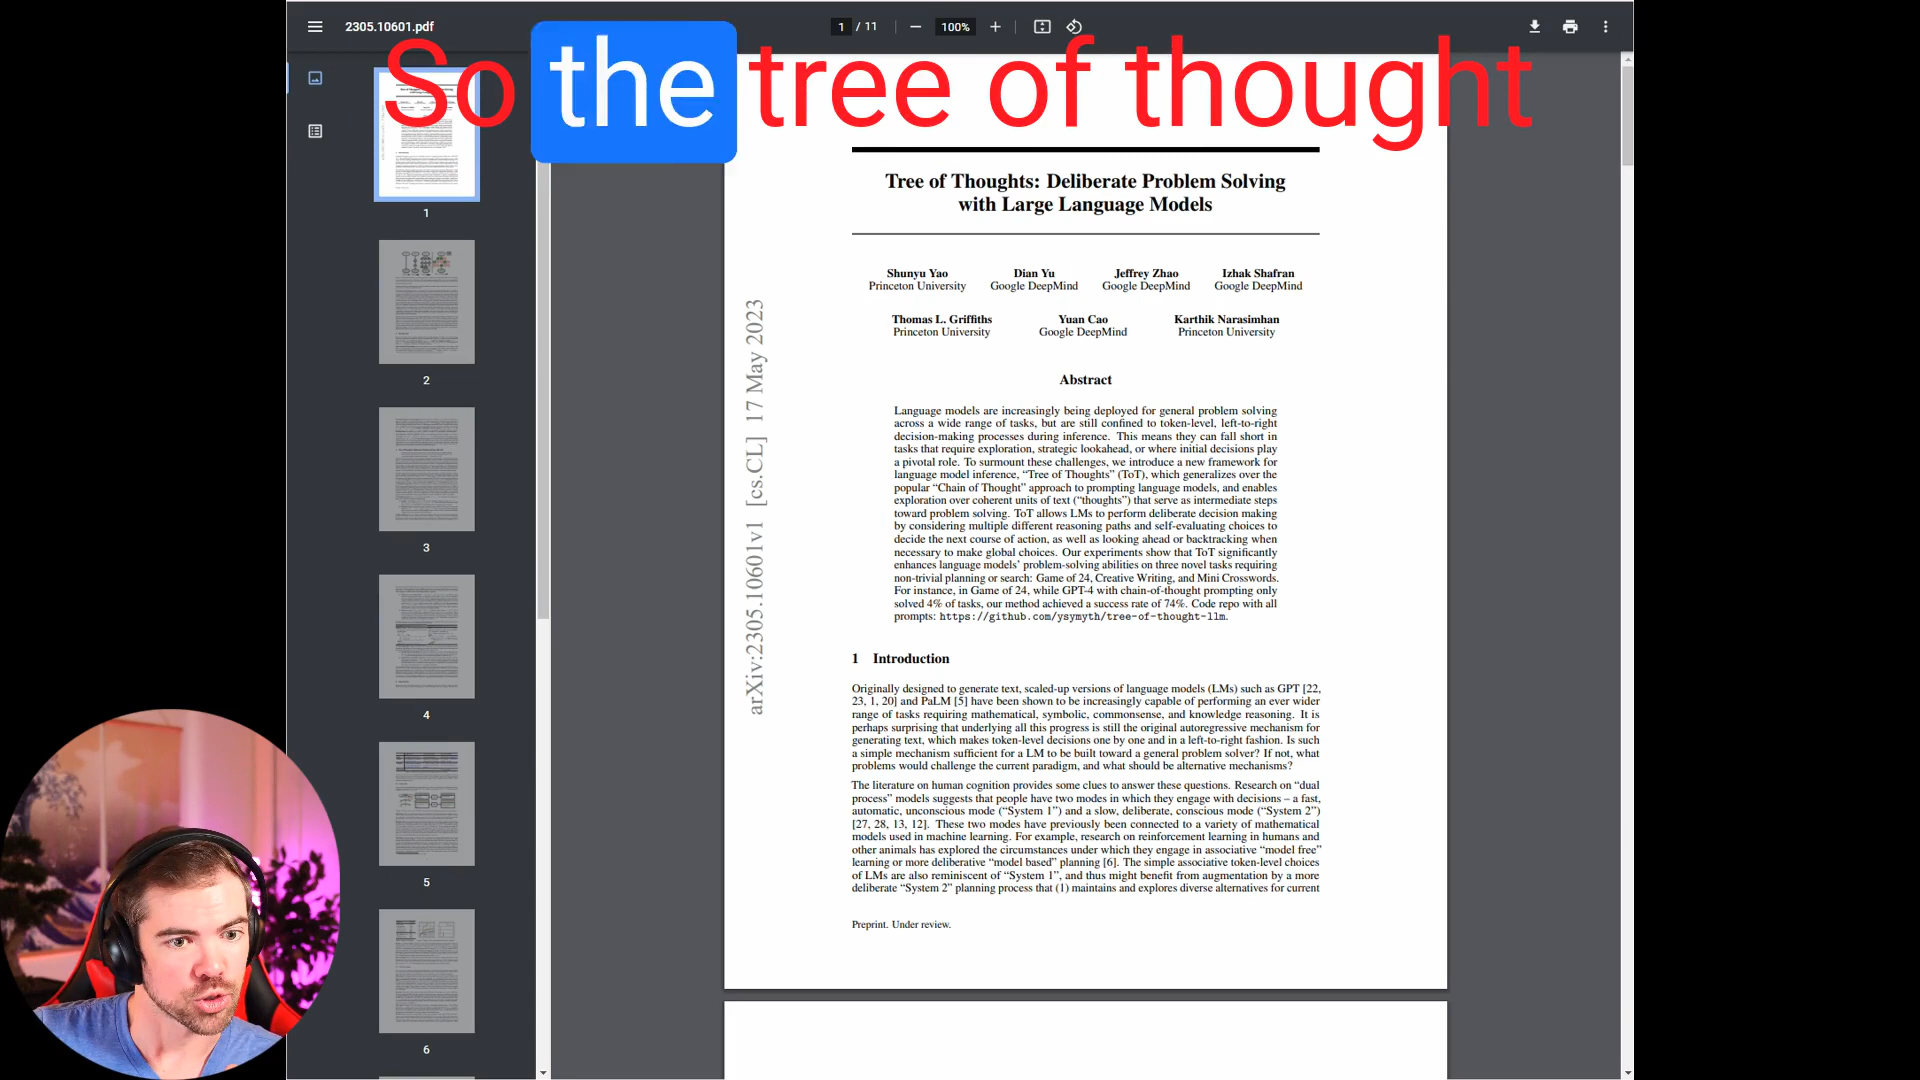 2305.10601.pdf
1 / 11
100%
So the tree of thought
1
2
3
4
5
6
arXiv:2305.10601v1 [cs.CL] 17 May 2023
Tree of Thoughts: Deliberate Problem Solving
with Large Language Models
Shunyu Yao Dian Yu Jeffrey Zhao Izhak Shafran
Princeton University Google DeepMind Google DeepMind Google DeepMind
Thomas L. Griffiths Yuan Cao Karthik Narasimhan
Princeton University Google DeepMind Princeton University
Abstract
Language models are increasingly being deployed for general problem solving
across a wide range of tasks, but are still confined to token-level, left-to-right
decision-making processes during inference. This means they can fall short in
tasks that require exploration, strategic lookahead, or where initial decisions play
a pivotal role. To surmount these challenges, we introduce a new framework for
language model inference, “Tree of Thoughts” (ToT), which generalizes over the
popular “Chain of Thought” approach to prompting language models, and enables
exploration over coherent units of text (“thoughts”) that serve as intermediate steps
toward problem solving. ToT allows LMs to perform deliberate decision making
by considering multiple different reasoning paths and self-evaluating choices to
decide the next course of action, as well as looking ahead or backtracking when
necessary to make global choices. Our experiments show that ToT significantly
enhances language models’ problem-solving abilities on three novel tasks requiring
non-trivial planning or search: Game of 24, Creative Writing, and Mini Crosswords.
For instance, in Game of 24, while GPT-4 with chain-of-thought prompting only
solved 4% of tasks, our method achieved a success rate of 74%. Code repo with all
prompts: https://github.com/ysymyth/tree-of-thought-llm.
1 Introduction
Originally designed to generate text, scaled-up versions of language models (LMs) such as GPT [22,
23, 1, 20] and PaLM [5] have been shown to be increasingly capable of performing an ever wider
range of tasks requiring mathematical, symbolic, commonsense, and knowledge reasoning. It is
perhaps surprising that underlying all this progress is still the original autoregressive mechanism for
generating text, which makes token-level decisions one by one and in a left-to-right fashion. Is such
a simple mechanism sufficient for a LM to be built toward a general problem solver? If not, what
problems would challenge the current paradigm, and what should be alternative mechanisms?
The literature on human cognition provides some clues to answer these questions. Research on “dual
process” models suggests that people have two modes in which they engage with decisions – a fast,
automatic, unconscious mode (“System 1”) and a slow, deliberate, conscious mode (“System 2”)
[27, 28, 13, 12]. These two modes have previously been connected to a variety of mathematical
models used in machine learning. For example, research on reinforcement learning in humans and
other animals has explored the circumstances under which they engage in associative “model free”
learning or more deliberative “model based” planning [6]. The simple associative token-level choices
of LMs are also reminiscent of “System 1”, and thus might benefit from augmentation by a more
deliberate “System 2” planning process that (1) maintains and explores diverse alternatives for current
Preprint. Under review.